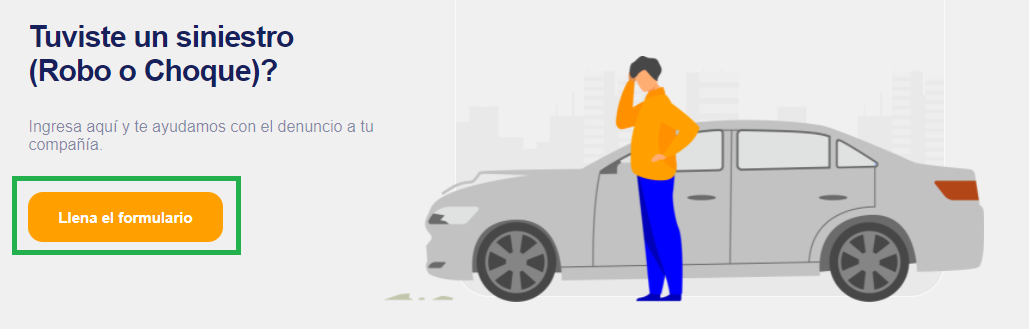 Tuviste un siniestro
(Robo o Choque)?
Ingresa aquí y te ayudamos con el denuncio a tu
compañía.
Llena el formulario